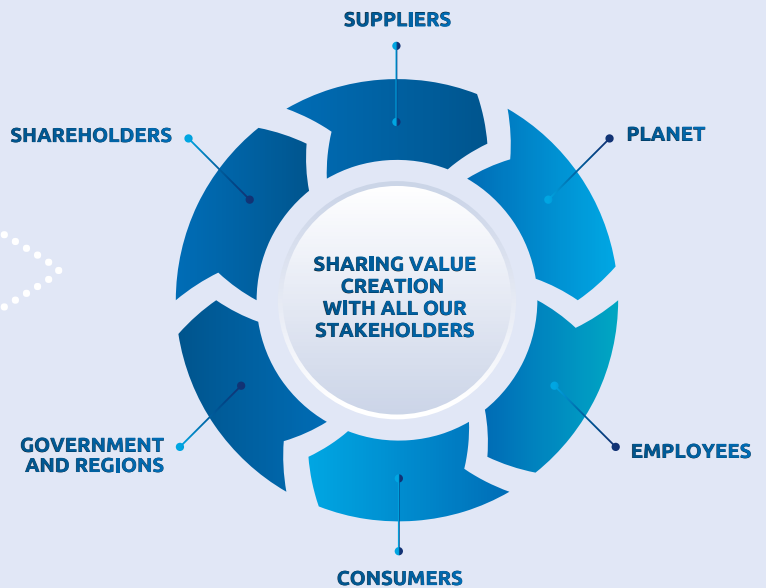 SUPPLIERS
SHAREHOLDERS
PLANET
SHARING VALUE
CREATION
WITH ALL OUR
STAKEHOLDERS
GOVERNMENT
AND REGIONS
EMPLOYEES
CONSUMERS